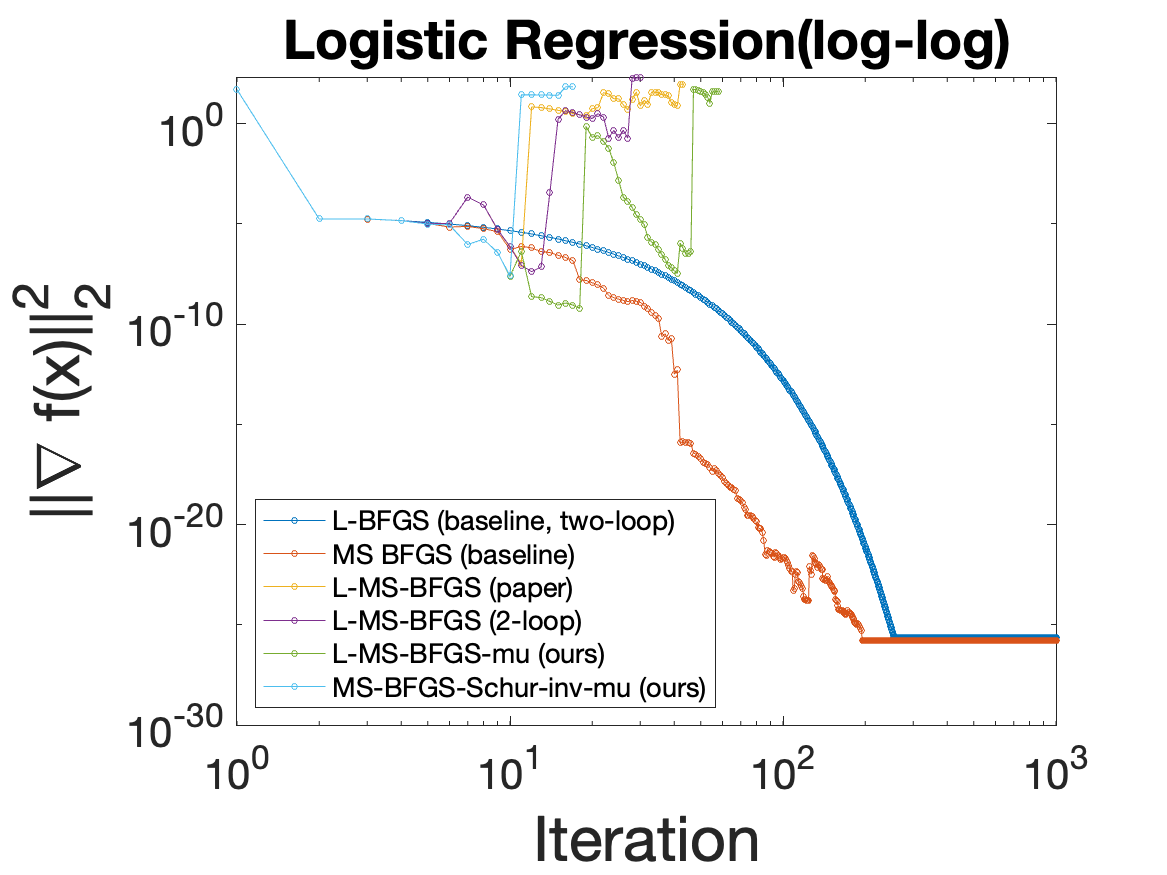 Logistic Regression(log-log)
10^0
10^-10
10^-20
10^-30
||∇ f(x)||_2^2
L-BFGS (baseline, two-loop)
MS BFGS (baseline)
L-MS-BFGS (paper)
L-MS-BFGS (2-loop)
L-MS-BFGS-mu (ours)
MS-BFGS-Schur-inv-mu (ours)
10^0 10^1 10^2 10^3
Iteration